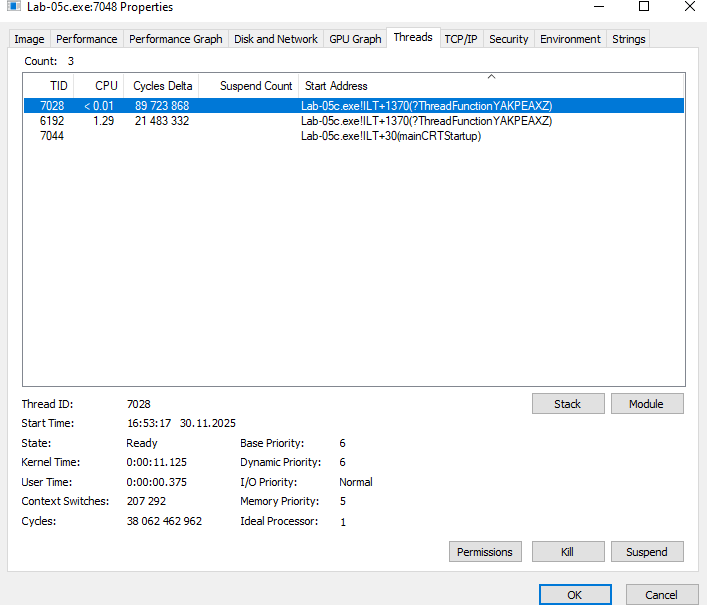 Lab-05c.exe:7048 Properties
Image Performance Performance Graph Disk and Network GPU Graph Threads TCP/IP Security Environment Strings
Count: 3
TID CPU Cycles Delta Suspend Count Start Address
7028 < 0.01 89 723 868 Lab-05c.exe!ILT+1370(?ThreadFunctionYAKPEAXZ)
6192 1.29 21 483 332 Lab-05c.exe!ILT+1370(?ThreadFunctionYAKPEAXZ)
7044 Lab-05c.exe!ILT+30(mainCRTStartup)
Thread ID: 7028 Stack Module
Start Time: 16:53:17 30.11.2025
State: Ready Base Priority: 6
Kernel Time: 0:00:11.125 Dynamic Priority: 6
User Time: 0:00:00.375 I/O Priority: Normal
Context Switches: 207 292 Memory Priority: 5
Cycles: 38 062 462 962 Ideal Processor: 1
Permissions Kill Suspend
OK Cancel